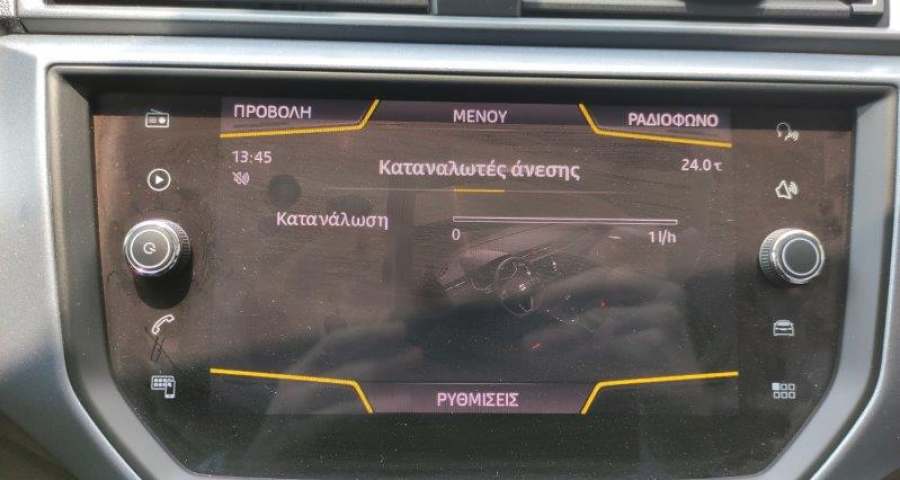 ΠΡΟΒΟΛΗ
ΜΕΝΟΥ
ΡΑΔΙΟΦΩΝΟ
13:45
Καταναλωτές άνεσης
24.0 τ
Κατανάλωση
0
1 l/h
ΡΥΘΜΙΣΕΙΣ